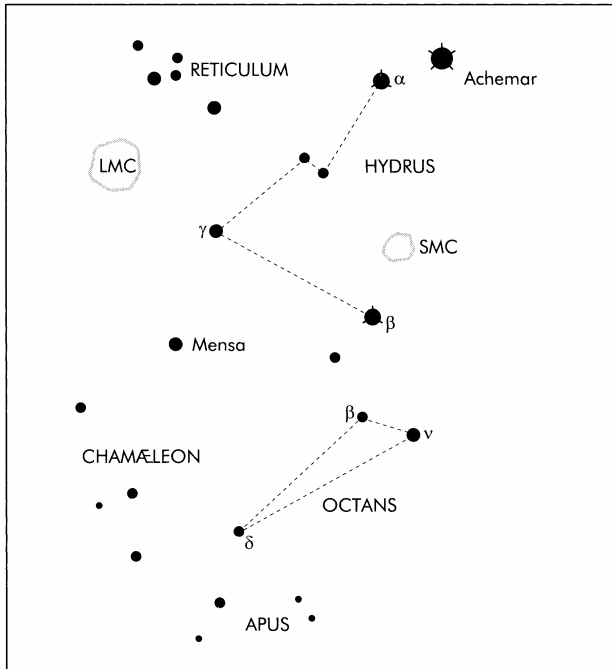 RETICULUM
α
Achemar
LMC
HYDRUS
γ
SMC
β
Mensa
β
ν
CHAMÆLEON
OCTANS
δ
APUS